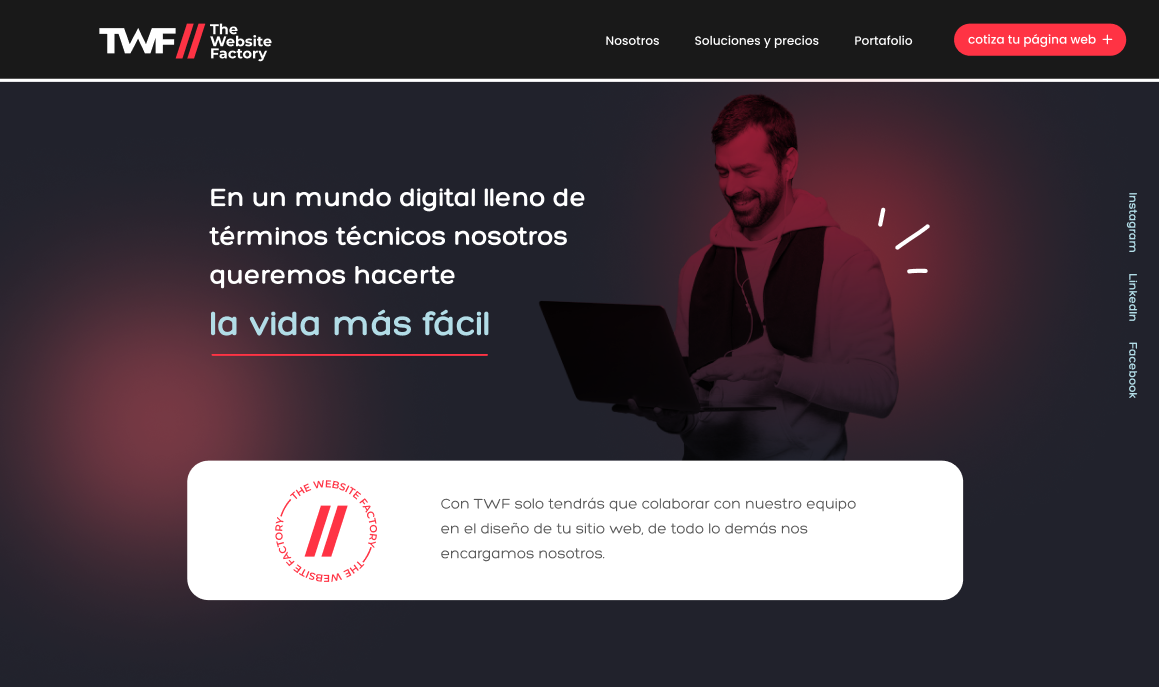 TWF// The
Website
Factory
Nosotros
Soluciones y precios
Portafolio
cotiza tu página web +
En un mundo digital lleno de
términos técnicos nosotros
queremos hacerte
la vida más fácil
Instagram
LinkedIn
Facebook
THE WEBSITE FACTORY
THE WEBSITE FACTORY
//
Con TWF solo tendrás que colaborar con nuestro equipo
en el diseño de tu sitio web, de todo lo demás nos
encargamos nosotros.